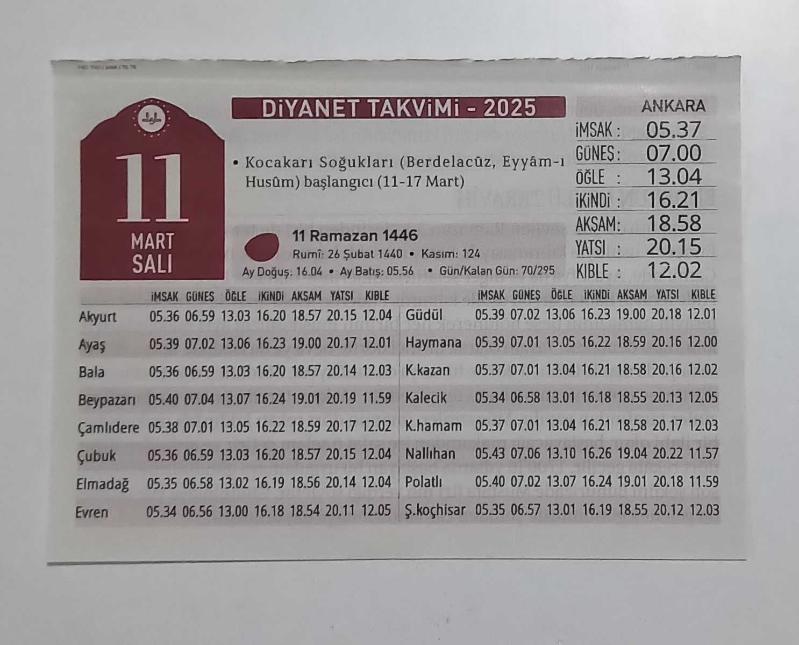 DİYANET TAKVİMİ - 2025
11
MART
SALI
• Kocakarı Soğukları (Berdelacûz, Eyyâm-ı
Husûm) başlangıcı (11-17 Mart)
11 Ramazan 1446
Rumî: 26 Şubat 1440 • Kasım: 124
Ay Doğuş: 16.04 • Ay Batış: 05.56 • Gün/Kalan Gün: 70/295
ANKARA
İMSAK : 05.37
GÜNEŞ: 07.00
ÖĞLE : 13.04
İKİNDİ : 16.21
AKŞAM: 18.58
YATSI : 20.15
KIBLE : 12.02
İMSAK GÜNEŞ ÖĞLE İKİNDİ AKŞAM YATSI KIBLE
Akyurt 05.36 06.59 13.03 16.20 18.57 20.15 12.04
Ayaş 05.39 07.02 13.06 16.23 19.00 20.17 12.01
Bala 05.36 06.59 13.03 16.20 18.57 20.14 12.03
Beypazarı 05.40 07.04 13.07 16.24 19.01 20.19 11.59
Çamlıdere 05.38 07.01 13.05 16.22 18.59 20.17 12.02
Çubuk 05.36 06.59 13.03 16.20 18.57 20.15 12.04
Elmadağ 05.35 06.58 13.02 16.19 18.56 20.14 12.04
Evren 05.34 06.56 13.00 16.18 18.54 20.11 12.05
İMSAK GÜNEŞ ÖĞLE İKİNDİ AKŞAM YATSI KIBLE
Güdül 05.39 07.02 13.06 16.23 19.00 20.18 12.01
Haymana 05.39 07.01 13.05 16.22 18.59 20.16 12.00
K.kazan 05.37 07.01 13.04 16.21 18.58 20.16 12.02
Kalecik 05.34 06.58 13.01 16.18 18.55 20.13 12.05
K.hamam 05.37 07.01 13.04 16.21 18.58 20.17 12.03
Nallıhan 05.43 07.06 13.10 16.26 19.04 20.22 11.57
Polatlı 05.40 07.02 13.07 16.24 19.01 20.18 11.59
Ş.koçhisar 05.35 06.57 13.01 16.19 18.55 20.12 12.03